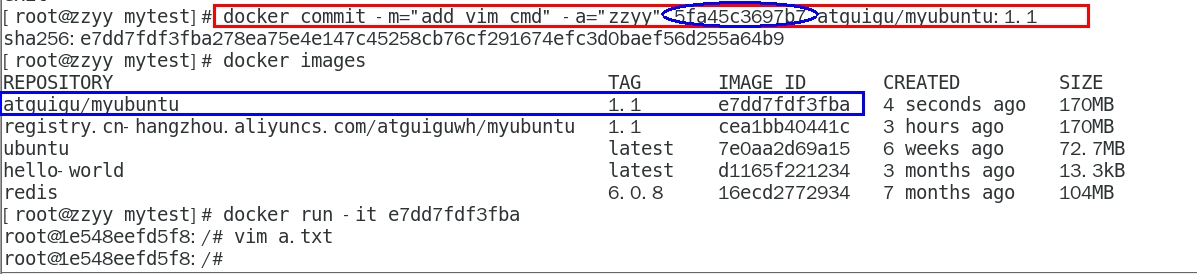 [root@zzyy mytest]# docker commit -m="add vim cmd" -a="zzyy" 5fa45c3697b7 atguigu/myubuntu:1.1
sha256:e7dd7fdf3fba278ea75e4e147c45258cb76cf291674efc3d0baef56d255a64b9
[root@zzyy mytest]# docker images
REPOSITORY TAG IMAGE ID CREATED SIZE
atguigu/myubuntu 1.1 e7dd7fdf3fba 4 seconds ago 170MB
registry.cn-hangzhou.aliyuncs.com/atguiguwh/myubuntu 1.1 cea1bb40441c 3 hours ago 170MB
ubuntu latest 7e0aa2d69a15 6 weeks ago 72.7MB
hello-world latest d1165f221234 3 months ago 13.3kB
redis 6.0.8 16ecd2772934 7 months ago 104MB
[root@zzyy mytest]# docker run -it e7dd7fdf3fba
root@1e548eefd5f8:/# vim a.txt
root@1e548eefd5f8:/#